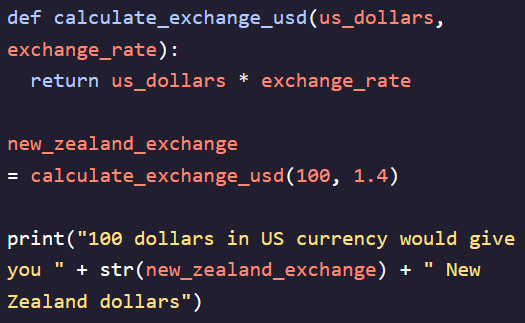 def calculate_exchange_usd(us_dollars,
exchange_rate):
  return us_dollars * exchange_rate

new_zealand_exchange
= calculate_exchange_usd(100, 1.4)

print("100 dollars in US currency would give
you " + str(new_zealand_exchange) + " New
Zealand dollars")